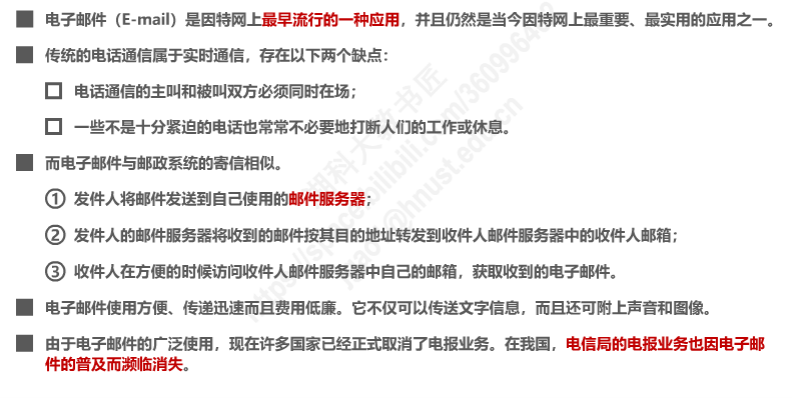 电子邮件（E-mail）是因特网上最早流行的一种应用，并且仍然是当今因特网上最重要、最实用的应用之一。
传统的电话通信属于实时通信，存在以下两个缺点：
电话通信的主叫和被叫双方必须同时在场；
一些不是十分紧迫的电话也常常不必要地打断人们的工作或休息。
而电子邮件与邮政系统的寄信相似。
① 发件人将邮件发送到自己使用的邮件服务器；
② 发件人的邮件服务器将收到的邮件按其目的地址转发到收件人邮件服务器中的收件人邮箱；
③ 收件人在方便的时候访问收件人邮件服务器中自己的邮箱，获取收到的电子邮件。
电子邮件使用方便、传递迅速而且费用低廉。它不仅可以传送文字信息，而且还可附上声音和图像。
由于电子邮件的广泛使用，现在许多国家已经正式取消了电报业务。在我国，电信局的电报业务也因电子邮
件的普及而濒临消失。